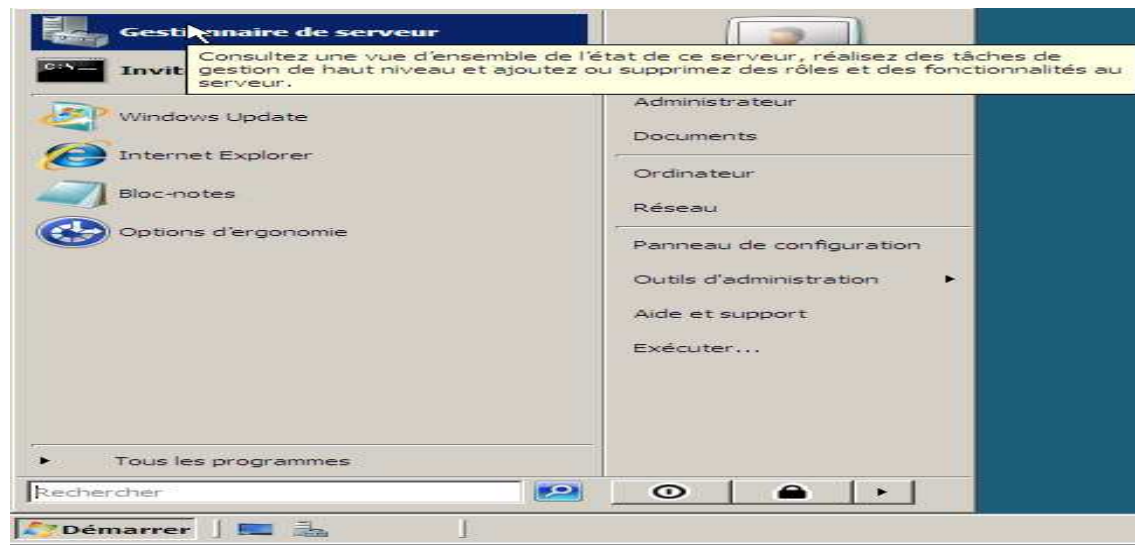 Gestionnaire de serveur
Consultez une vue d'ensemble de l'état de ce serveur, réalisez des tâches de
gestion de haut niveau et ajoutez ou supprimez des rôles et des fonctionnalités au
serveur.
C:\
Invit
Windows Update
Internet Explorer
Bloc-notes
Options d'ergonomie
Tous les programmes
Rechercher
Administrateur
Documents
Ordinateur
Réseau
Panneau de configuration
Outils d'administration
Aide et support
Exécuter...
Démarrer